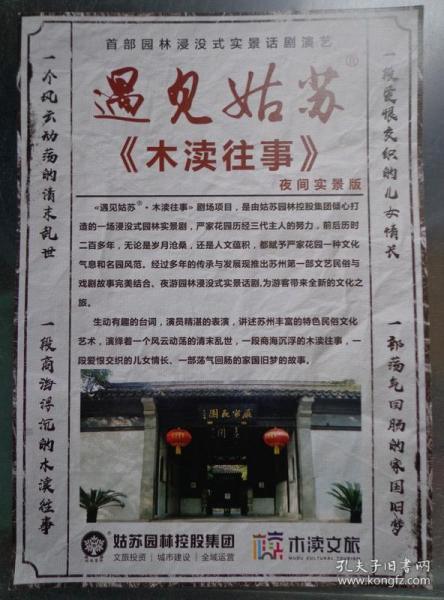 首部园林浸没式实景话剧演艺
遇见姑苏®
《木渎往事》
夜间实景版
一段爱恨交织的儿女情长
一部荡气回肠的家国旧梦
一个风云动荡的清末乱世
一段商海浮沉的木渎往事
《遇见姑苏®·木渎往事》剧场项目，是由姑苏园林控股集团倾心打
造的一场浸没式园林实景剧，严家花园历经三代主人的努力，前后历时
二百多年，无论是岁月沧桑，还是人文蕴积，都赋予严家花园一种文化
气息和名园风范。经过多年的传承与发展现推出苏州第一部文艺民俗与
戏剧故事完美结合、夜游园林浸没式实景话剧,为游客带来全新的文化之
旅。
生动有趣的台词，演员精湛的表演，讲述苏州丰富的特色民俗文化
艺术，演绎着一个风云动荡的清末乱世，一段商海沉浮的木渎往事，一
段爱恨交织的儿女情长、一部荡气回肠的家国旧梦的故事。
嚴家花園
姑苏园林控股集团
文旅投资｜城市建设｜全域运营
木渎文旅
MUDU CULTURAL TOURISM
孔夫子旧书网
www.kongfz.com